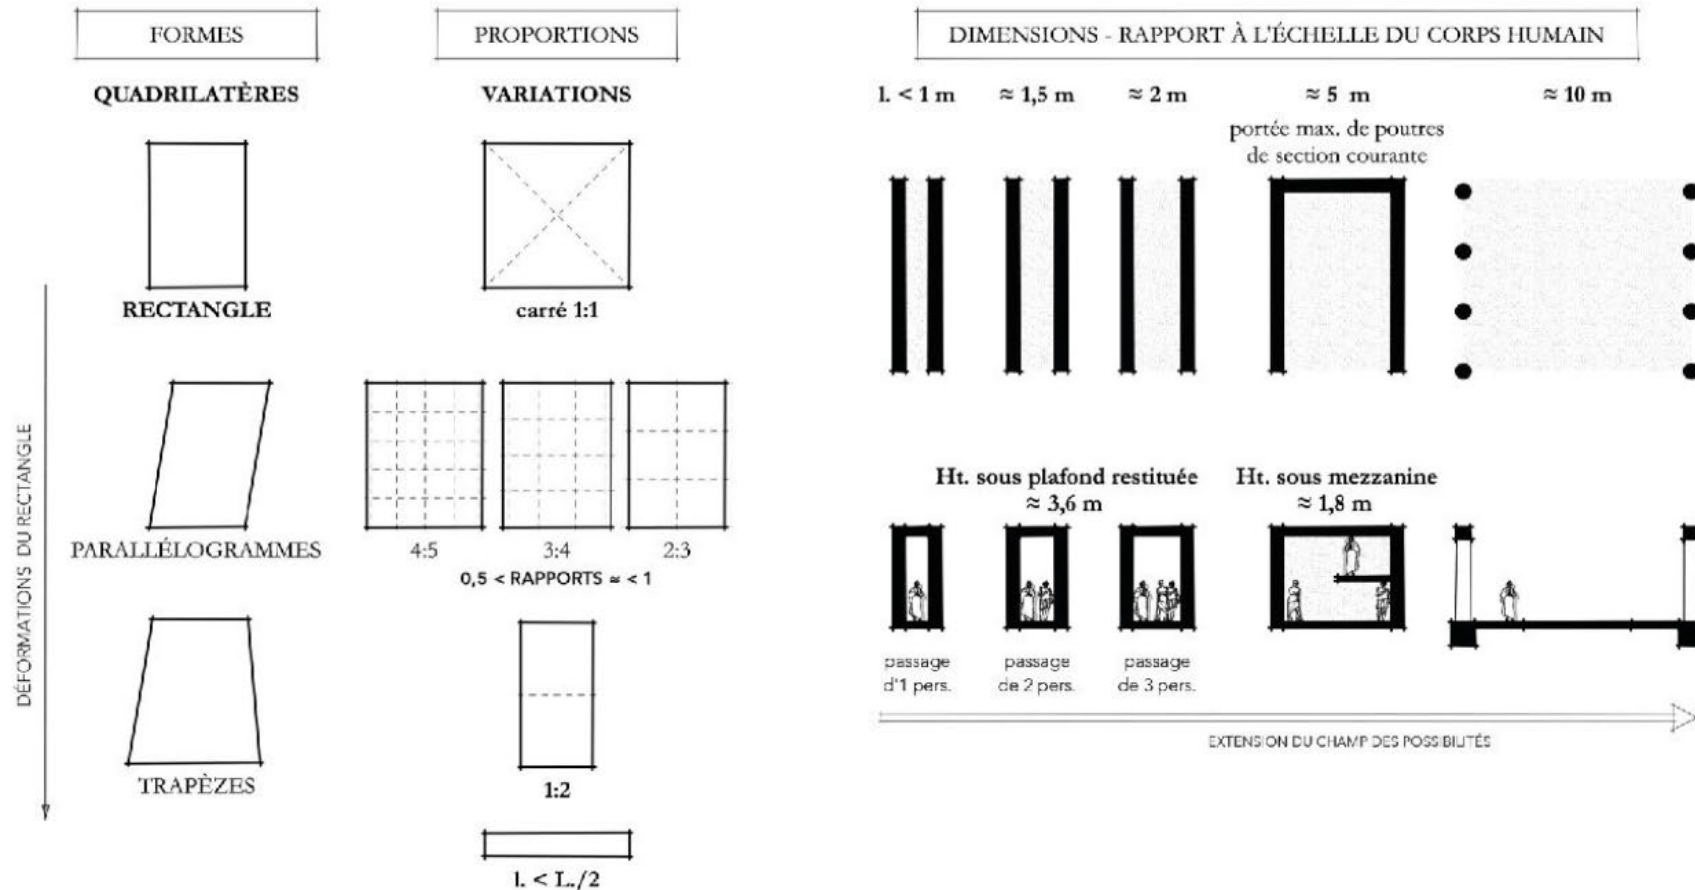 FORMES
PROPORTIONS
DIMENSIONS - RAPPORT À L'ÉCHELLE DU CORPS HUMAIN
QUADRILATÈRES
VARIATIONS
l. < 1 m
≈ 1,5 m
≈ 2 m
≈ 5 m
≈ 10 m
portée max. de poutres
de section courante
RECTANGLE
carré 1:1
DÉFORMATIONS DU RECTANGLE
Ht. sous plafond restituée
≈ 3,6 m
Ht. sous mezzanine
≈ 1,8 m
PARALLÉLOGRAMMES
4:5
3:4
2:3
0,5 < RAPPORTS ≈ < 1
passage
d'1 pers.
passage
de 2 pers.
passage
de 3 pers.
EXTENSION DU CHAMP DES POSSIBILITÉS
TRAPÈZES
1:2
l. < L./2